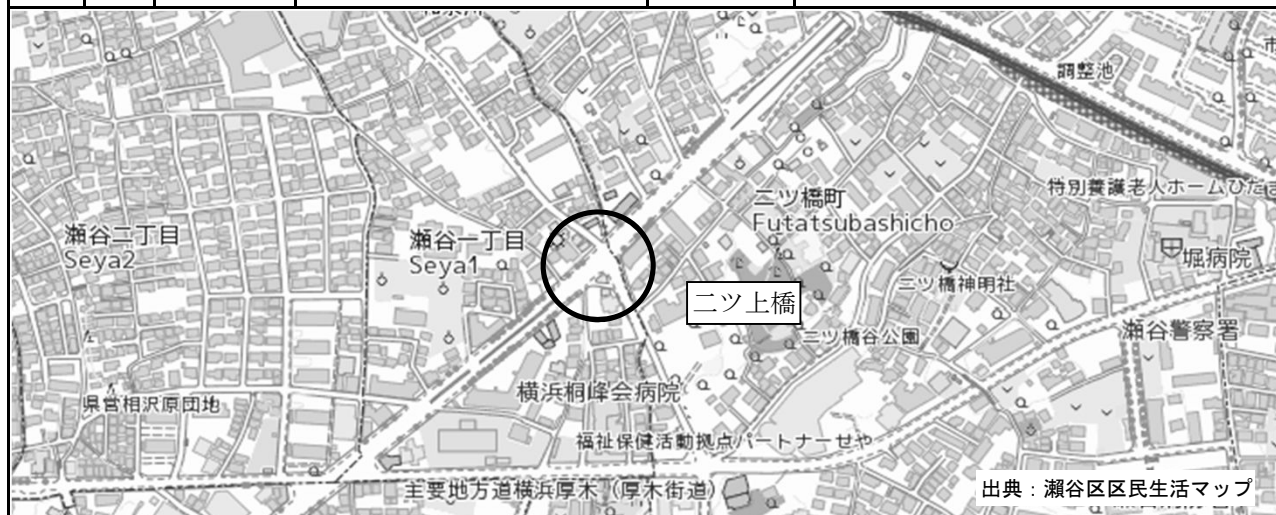 調整池
特別養護老人ホームひだま
二ツ橋町
Futatsubashicho
瀬谷二丁目
Seya2
瀬谷一丁目
Seya1
堀病院
二ツ橋神明社
二ツ上橋
瀬谷警察署
二ツ橋谷公園
横浜桐峰会病院
県営相沢原団地
福祉保健活動拠点パートナーせや
主要地方道横浜厚木（厚木街道）
出典：瀬谷区区民生活マップ